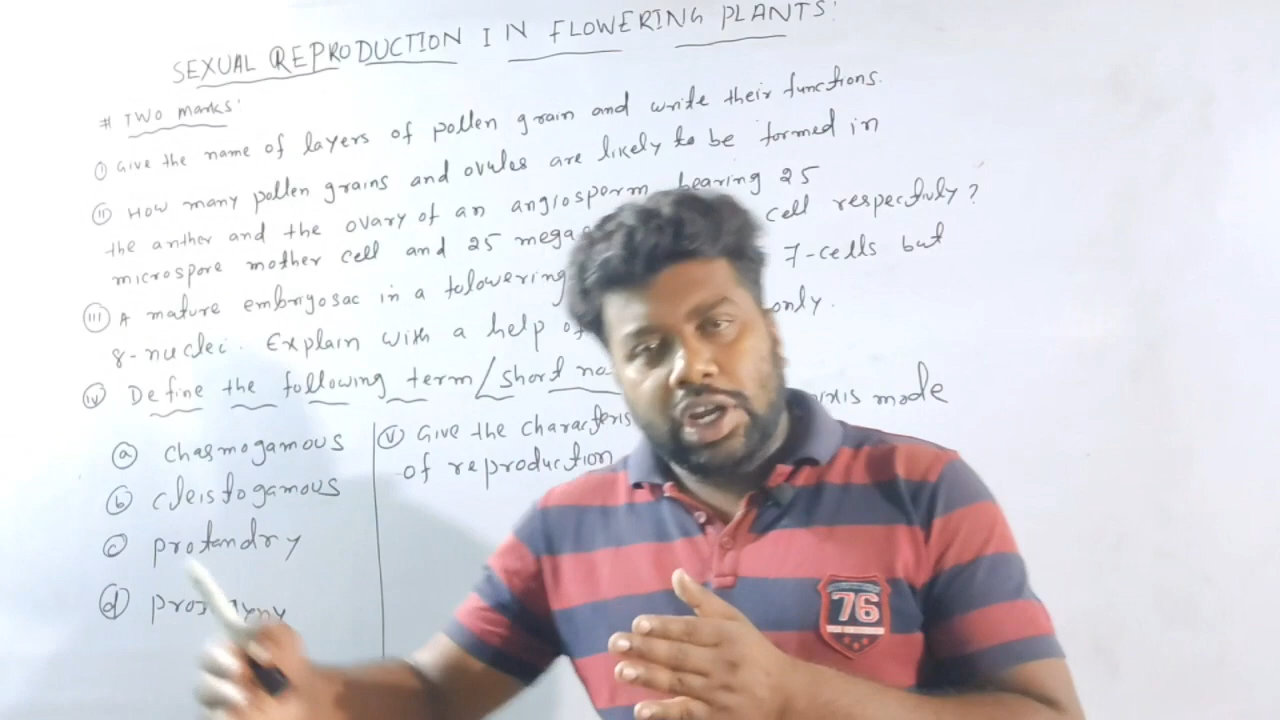 SEXUAL REPRODUCTION IN FLOWERING PLANTS:
# TWO marks:
(i) Give the name of layers of pollen grain and write their functions.
(ii) How many pollen grains and ovules are likely to be formed in
the anther and the ovary of an angiosperm bearing 25
microspore mother cell and 25 cell respectively?
(iii) A mature embryosac in a 7-cells but
8-nuclei. Explain with a help of only.
(iv) Define the following term/short
(a) chasmogamous
(b) cleistogamous
(c) protandry
(d)
(v) Give the mode
of reproduction
76